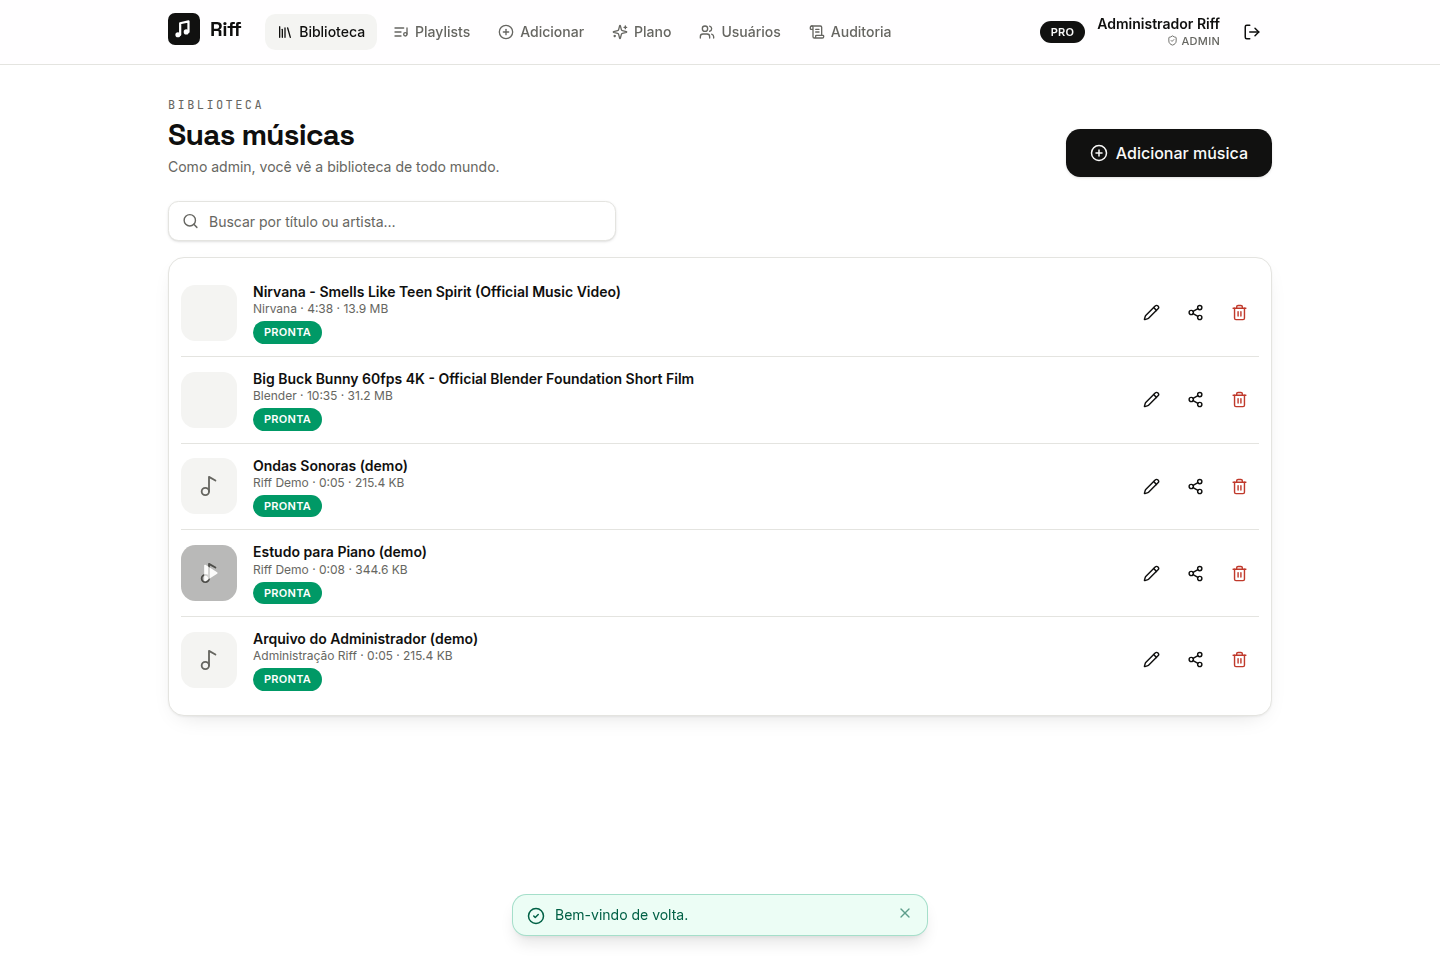 Riff
Biblioteca
Playlists
Adicionar
Plano
Usuários
Auditoria
PRO
Administrador Riff
ADMIN
BIBLIOTECA
Suas músicas
Como admin, você vê a biblioteca de todo mundo.
Adicionar música
Buscar por título ou artista...
Nirvana - Smells Like Teen Spirit (Official Music Video)
Nirvana · 4:38 · 13.9 MB
PRONTA
Big Buck Bunny 60fps 4K - Official Blender Foundation Short Film
Blender · 10:35 · 31.2 MB
PRONTA
Ondas Sonoras (demo)
Riff Demo · 0:05 · 215.4 KB
PRONTA
Estudo para Piano (demo)
Riff Demo · 0:08 · 344.6 KB
PRONTA
Arquivo do Administrador (demo)
Administração Riff · 0:05 · 215.4 KB
PRONTA
Bem-vindo de volta.